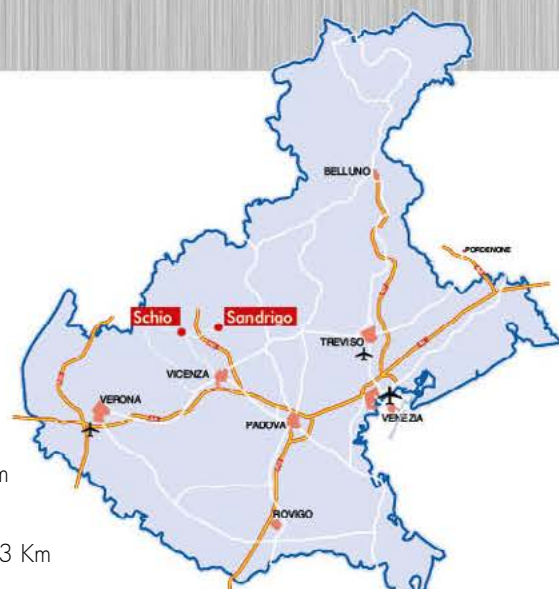 BELLUNO
PORDENONE
Schio
Sandrigo
TREVISO
VICENZA
VERONA
VENEZIA
PADOVA
m
ROVIGO
3 Km